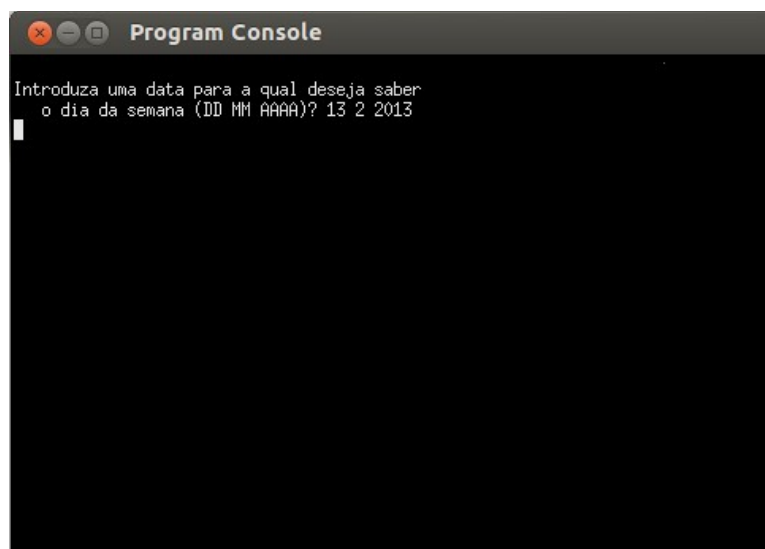 Program Console
Introduza uma data para a qual deseja saber
o dia da semana (DD MM AAAA)? 13 2 2013